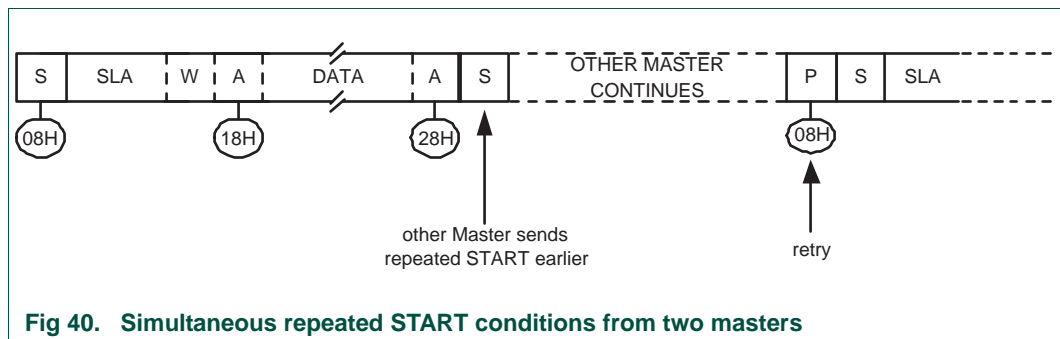 S SLA W A DATA A S OTHER MASTER CONTINUES P S SLA
08H 18H 28H 08H
other Master sends
repeated START earlier
retry
Fig 40. Simultaneous repeated START conditions from two masters